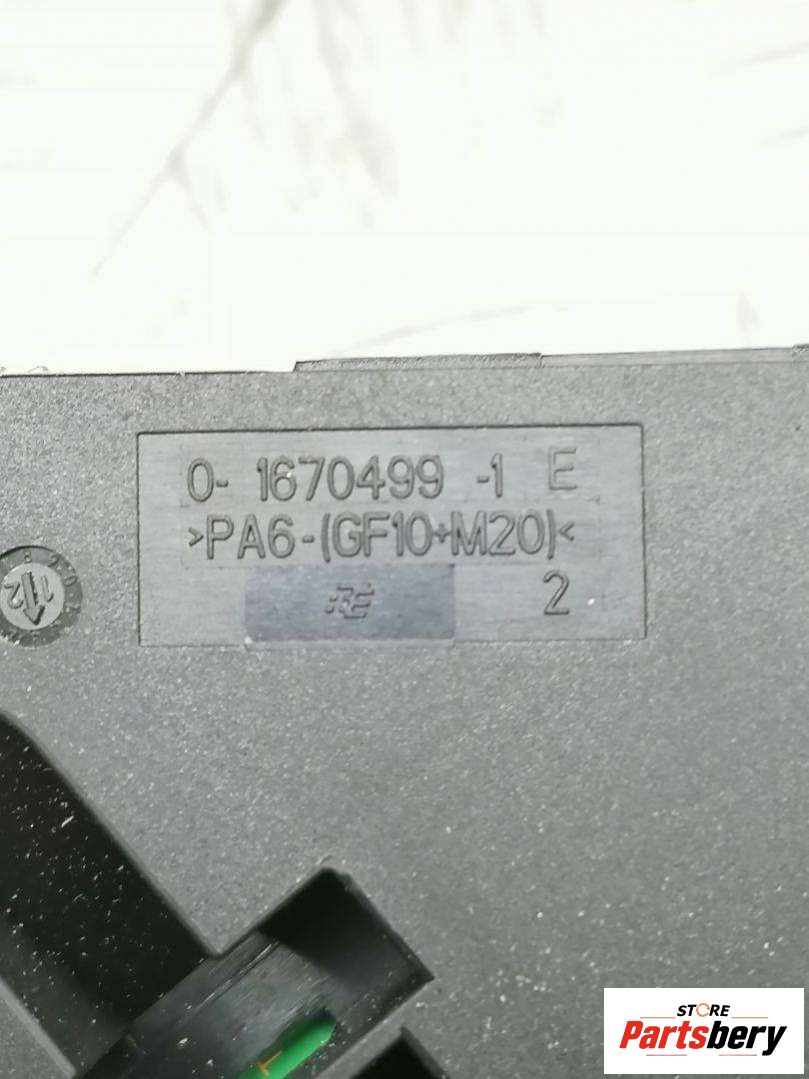 0- 1670499 -1 E
>PA6-(GF10+M20)<
2
STORE
Partsbery